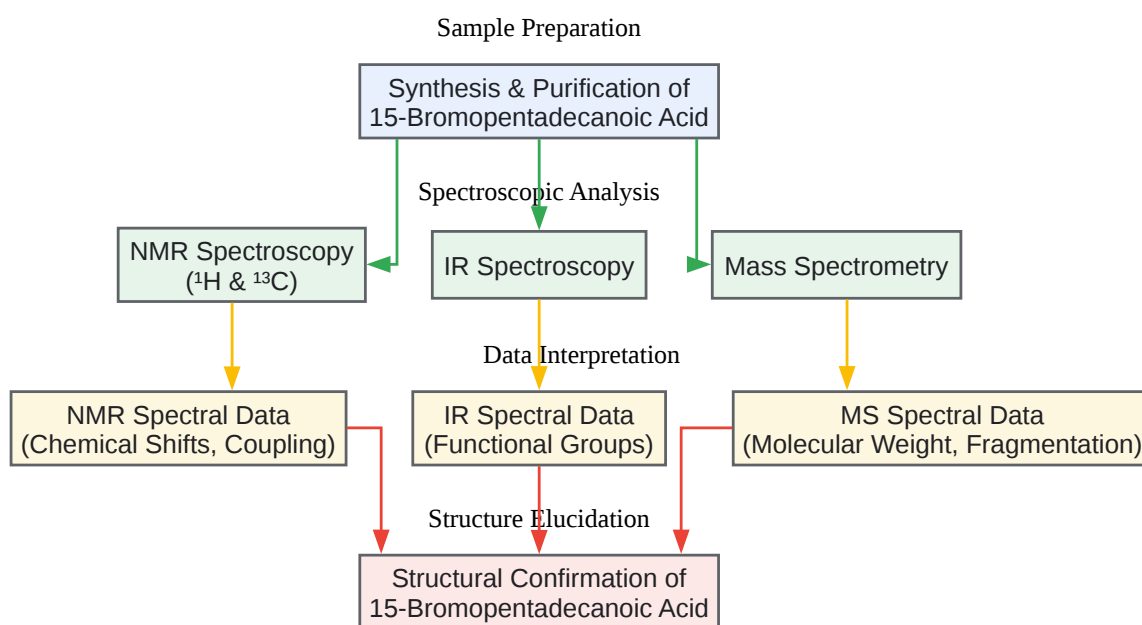 Sample Preparation
Synthesis & Purification of
15-Bromopentadecanoic Acid
Spectroscopic Analysis
NMR Spectroscopy
(¹H & ¹³C)
IR Spectroscopy
Mass Spectrometry
Data Interpretation
NMR Spectral Data
(Chemical Shifts, Coupling)
IR Spectral Data
(Functional Groups)
MS Spectral Data
(Molecular Weight, Fragmentation)
Structure Elucidation
Structural Confirmation of
15-Bromopentadecanoic Acid